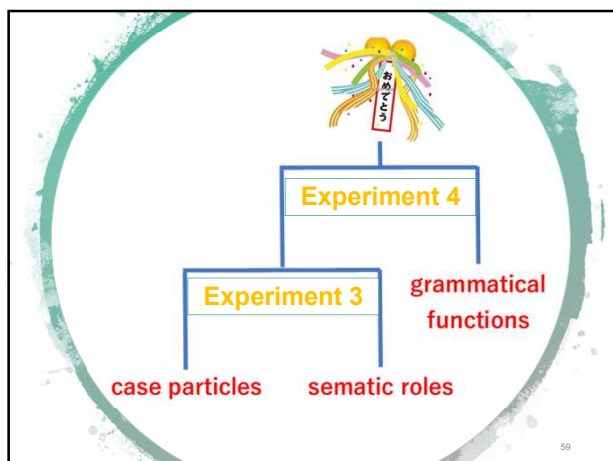 おめでとう
Experiment 4
grammatical
functions
Experiment 3
case particles
sematic roles
59